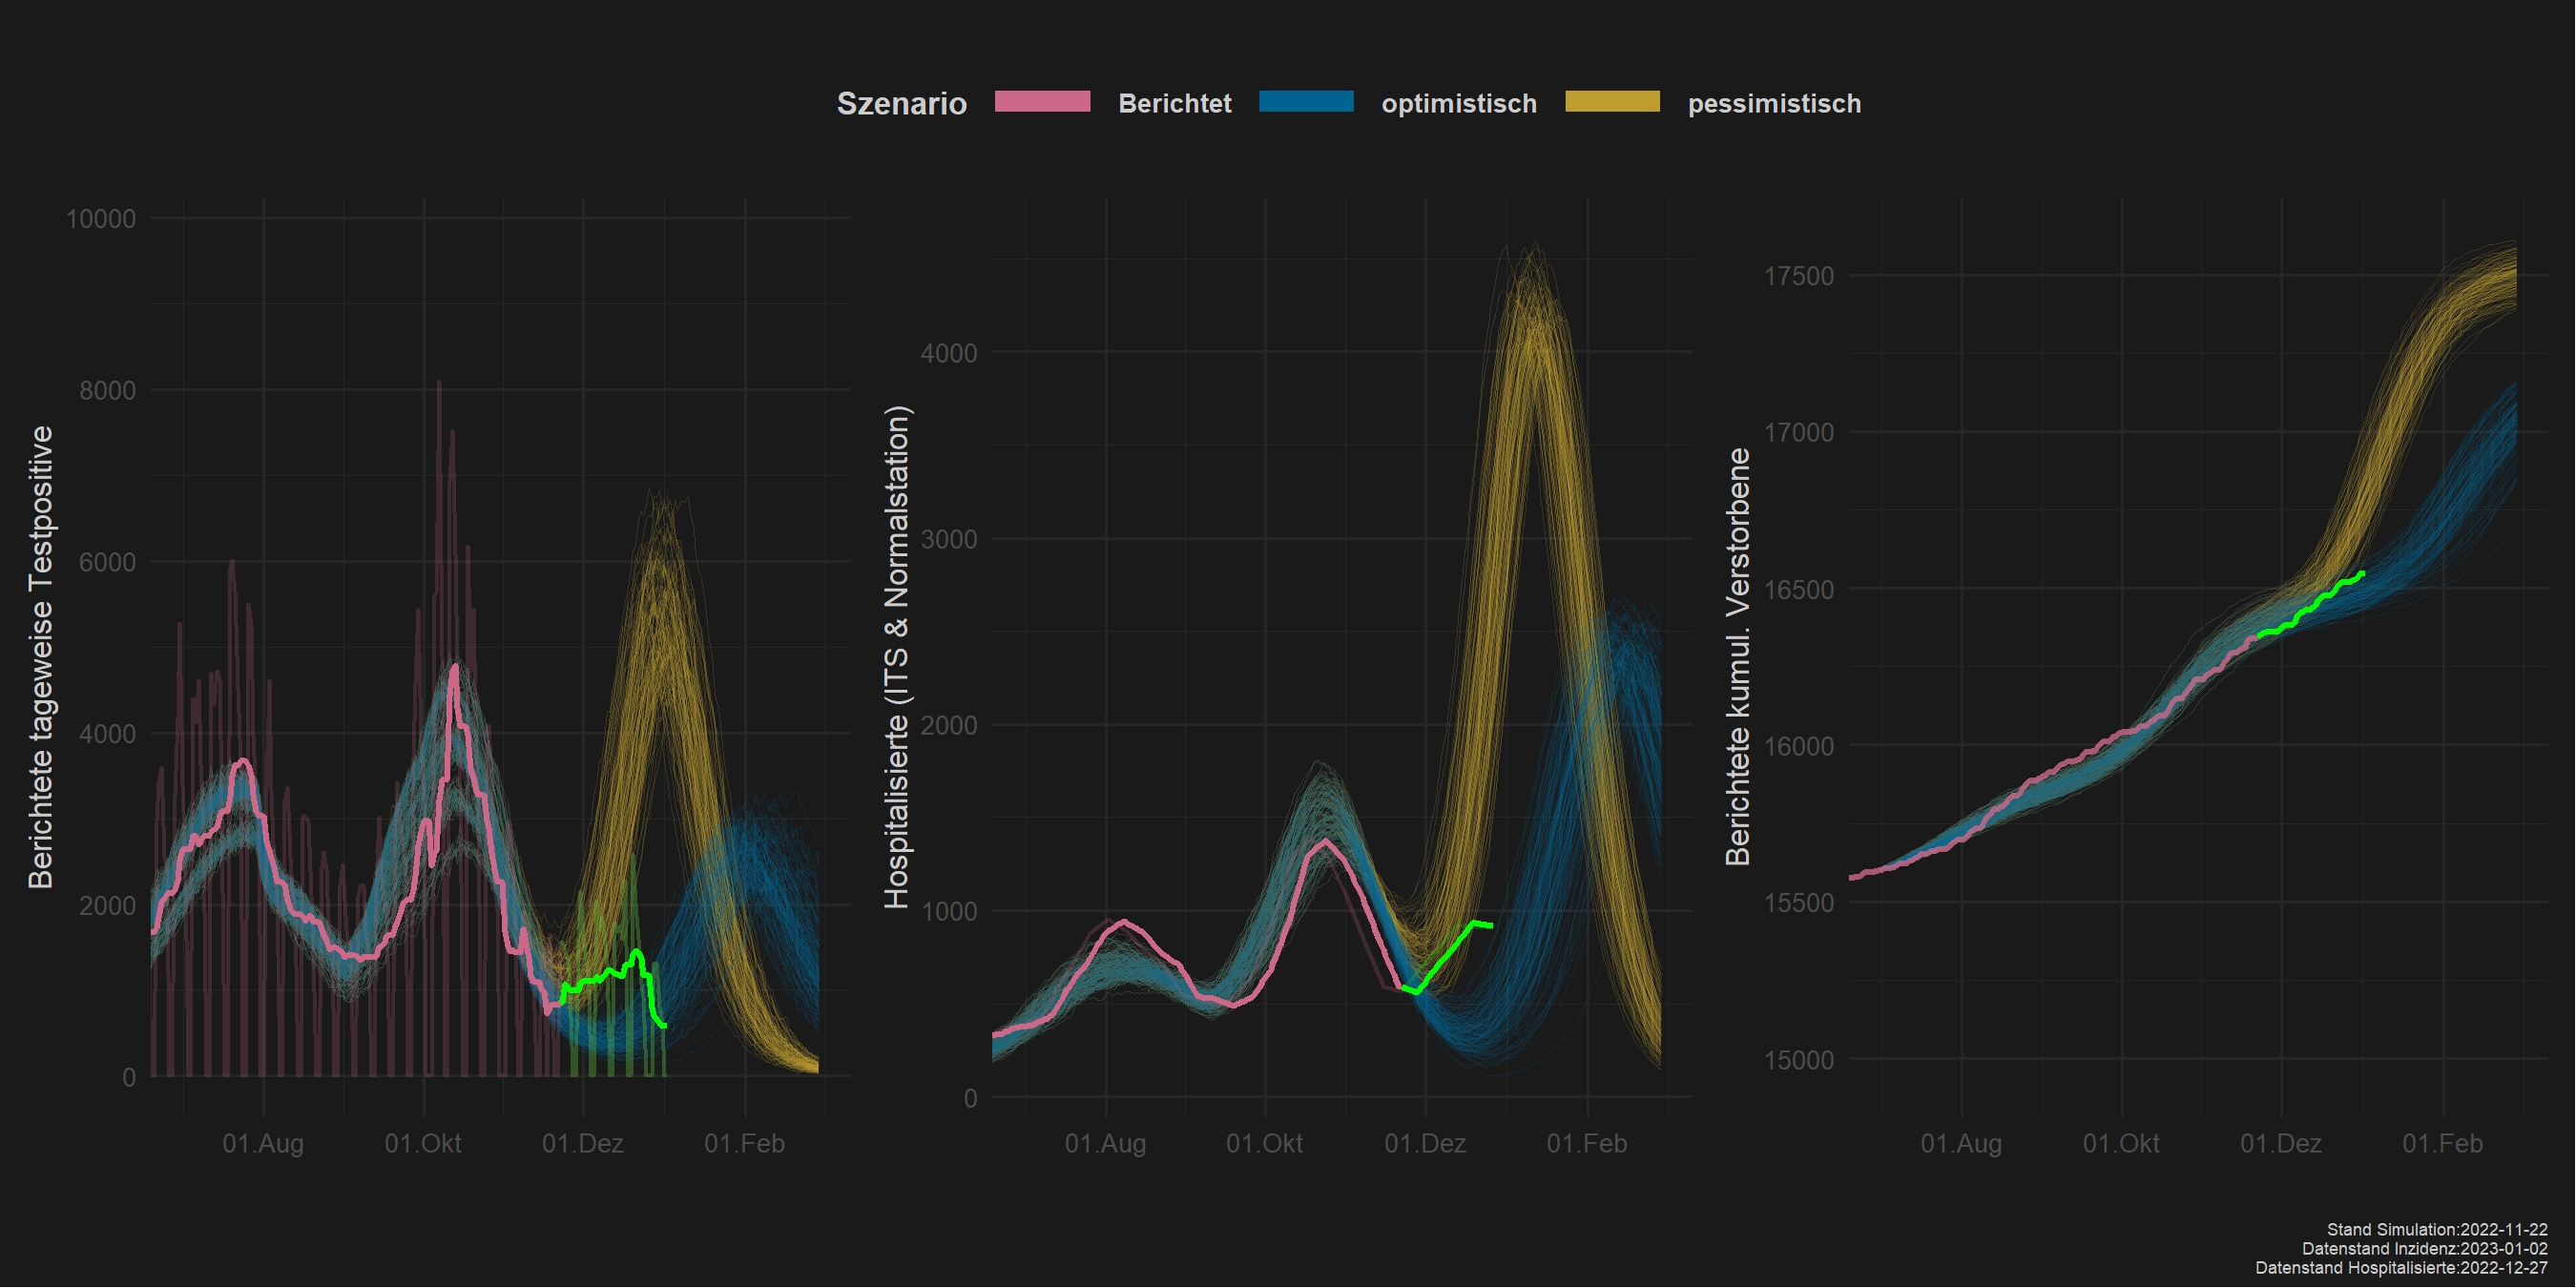 Szenario Berichtet optimistisch pessimistisch
Berichtete tageweise Testpositive
10000
8000
6000
4000
2000
0
01.Aug 01.Okt 01.Dez 01.Feb
Hospitalisierte (ITS & Normalstation)
4000
3000
2000
1000
0
01.Aug 01.Okt 01.Dez 01.Feb
Berichtete kumul. Verstorbene
17500
17000
16500
16000
15500
15000
01.Aug 01.Okt 01.Dez 01.Feb
Stand Simulation:2022-11-22
Datenstand Inzidenz:2023-01-02
Datenstand Hospitalisierte:2022-12-27